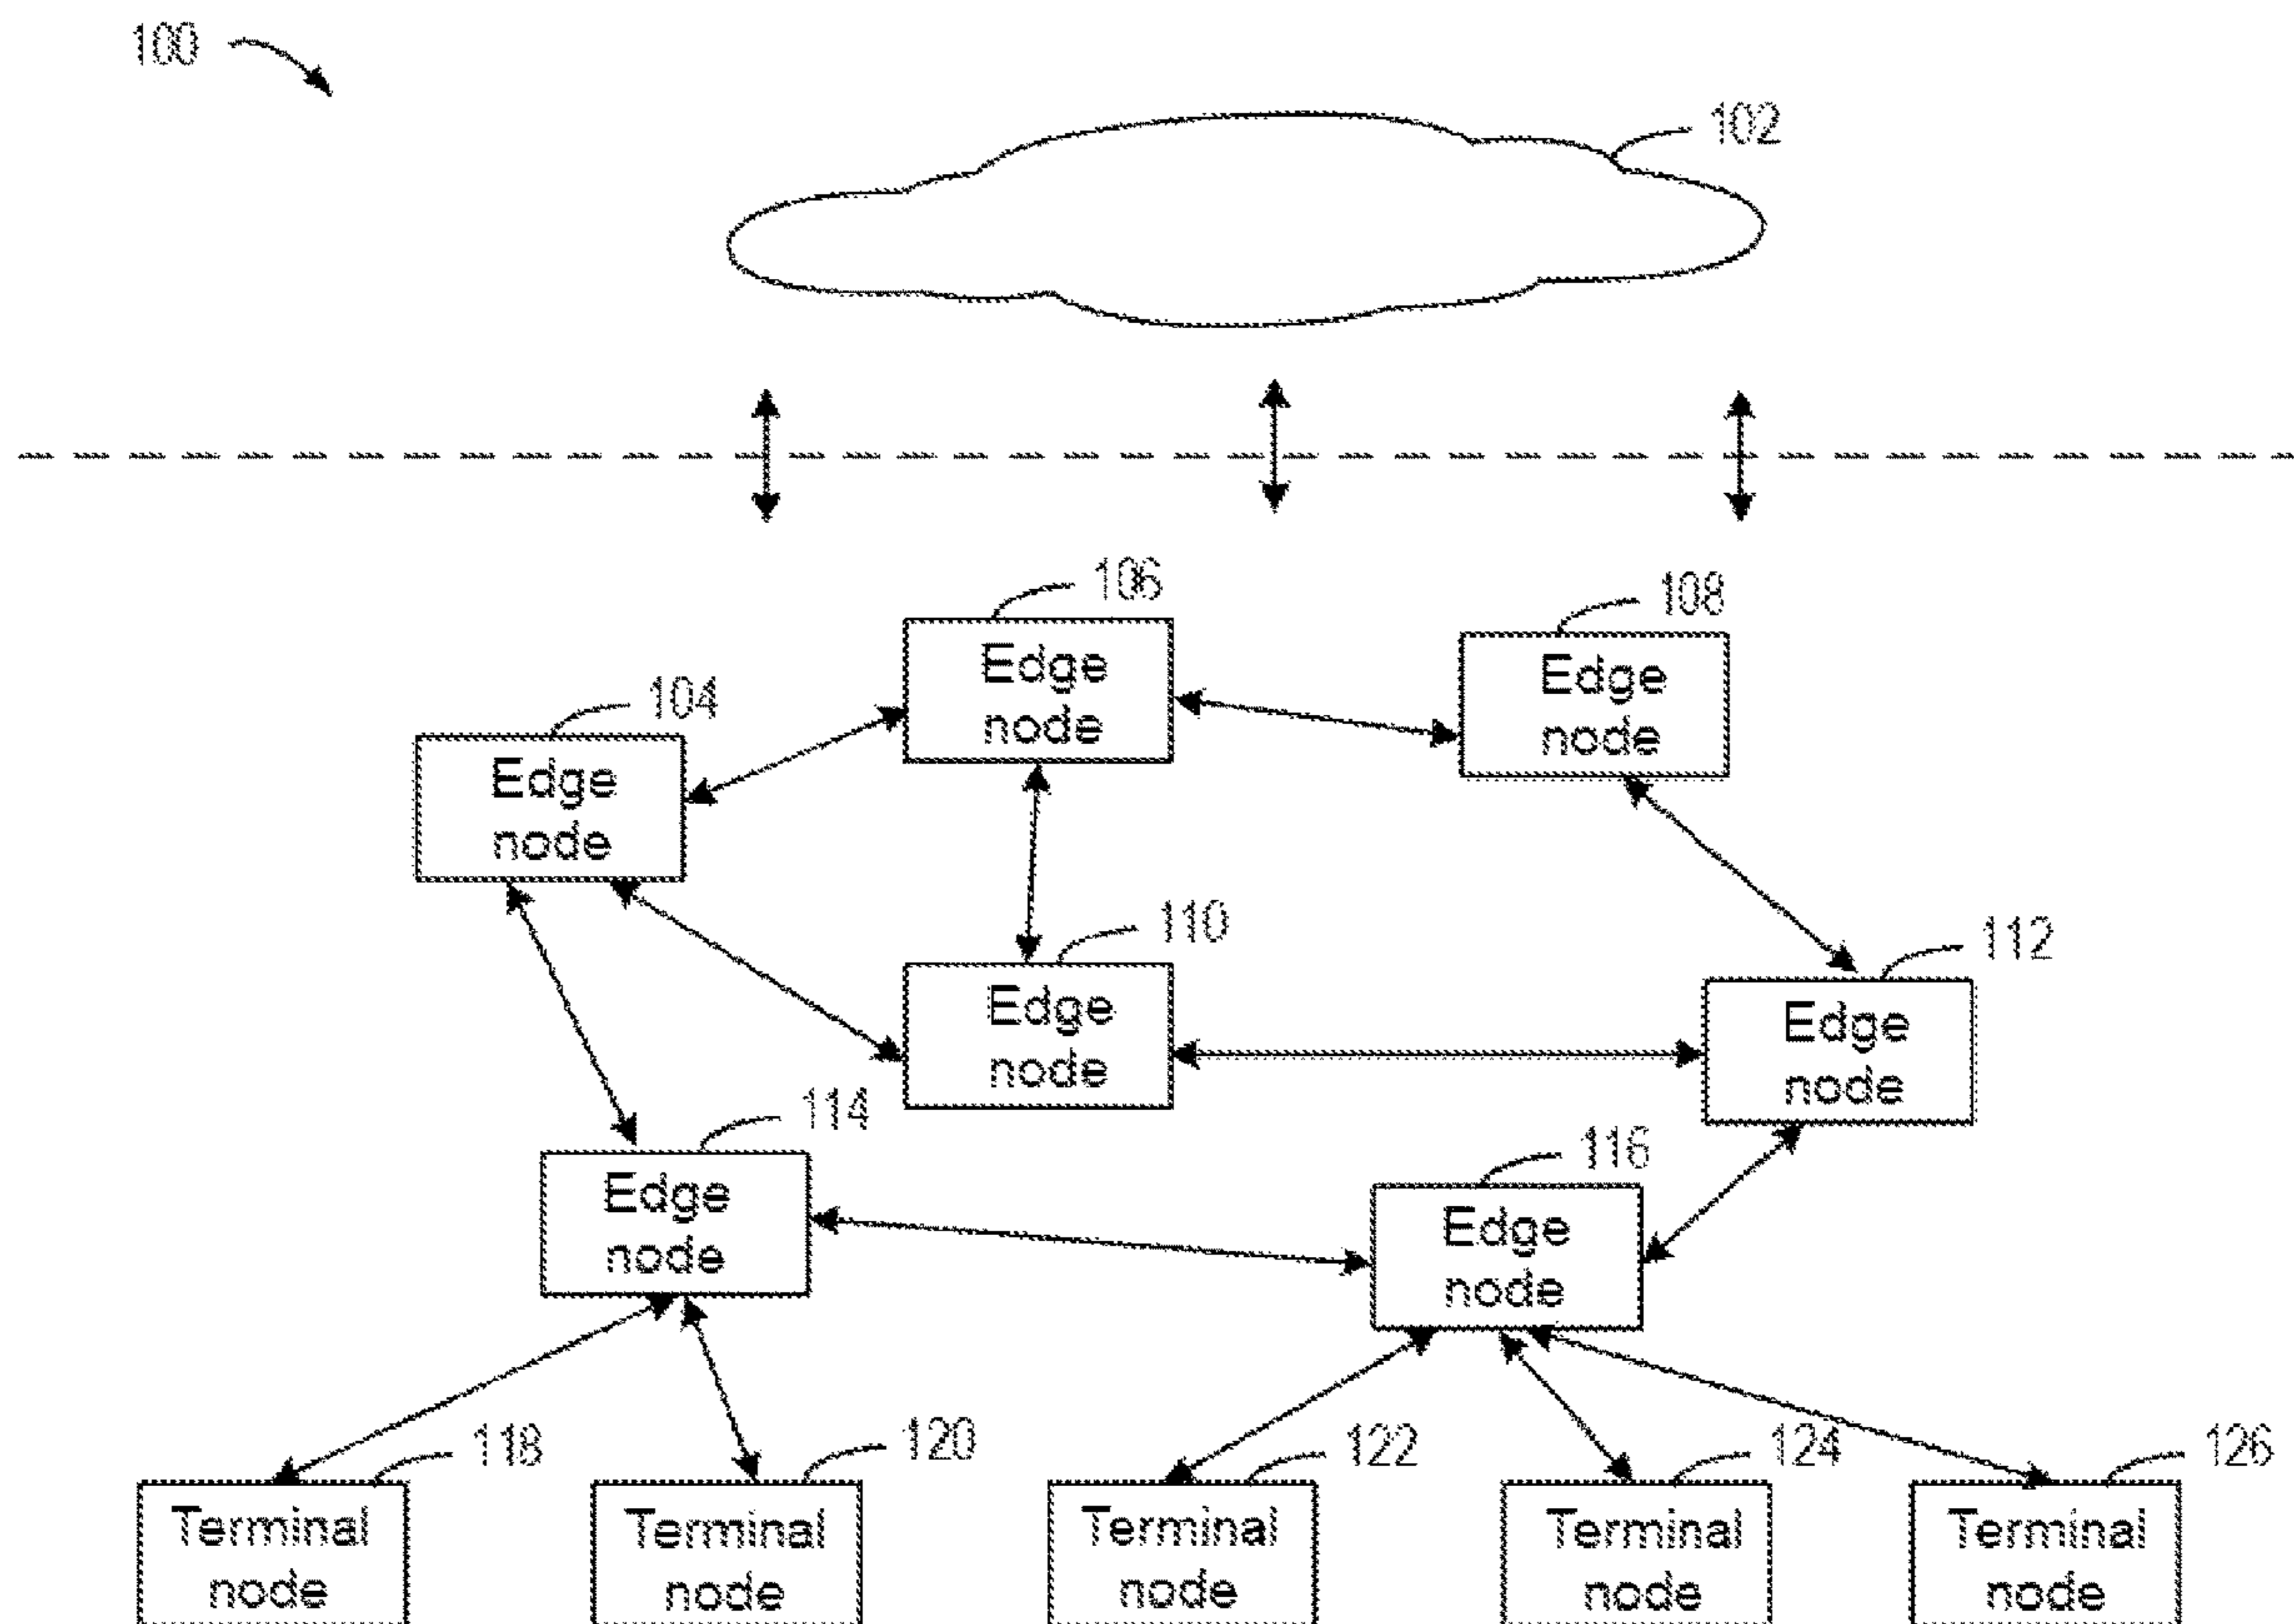 100
102
106
108
Edge
node
Edge
node
104
Edge
node
110
112
Edge
node
Edge
node
114
116
Edge
node
Edge
node
118
120
122
124
126
Terminal
node
Terminal
node
Terminal
node
Terminal
node
Terminal
node